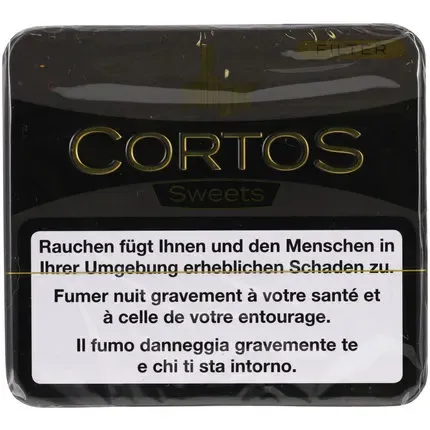 FILTER
CORTOS
Sweets
Rauchen fügt Ihnen und den Menschen in
Ihrer Umgebung erheblichen Schaden zu.
Fumer nuit gravement à votre santé et
à celle de votre entourage.
Il fumo danneggia gravemente te
e chi ti sta intorno.